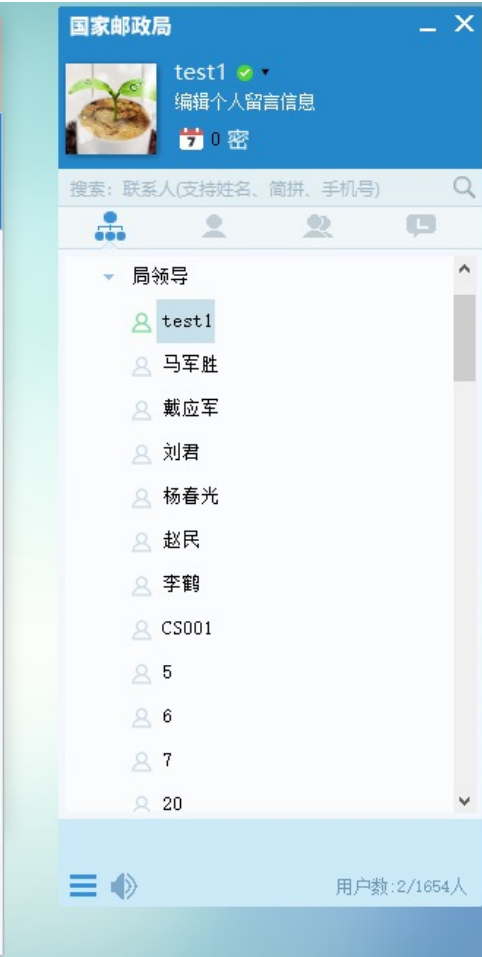 国家邮政局
test1
编辑个人留言信息
7 0 密
搜索：联系人(支持姓名、简拼、手机号)
局领导
test1
马军胜
戴应军
刘君
杨春光
赵民
李鹤
CS001
5
6
7
20
用户数:2/1654人